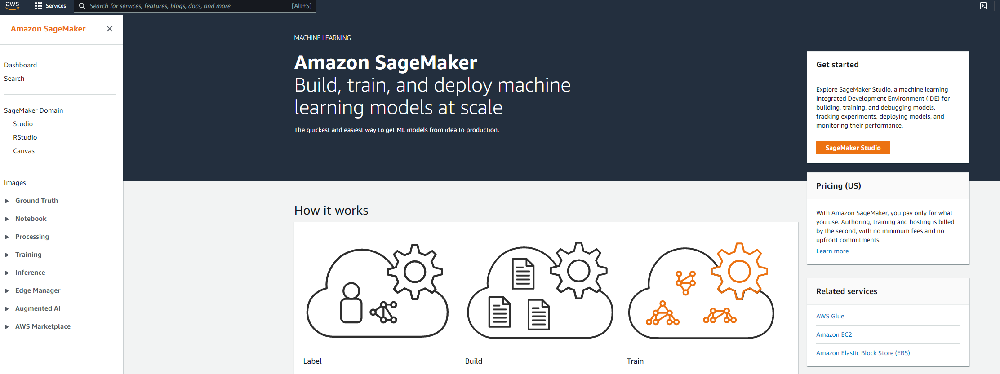 aws
Services
Search for services, features, blogs, docs, and more
[Alt+S]
Amazon SageMaker
Dashboard
Search
SageMaker Domain
Studio
RStudio
Canvas
Images
Ground Truth
Notebook
Processing
Training
Inference
Edge Manager
Augmented AI
AWS Marketplace
MACHINE LEARNING
Amazon SageMaker
Build, train, and deploy machine
learning models at scale
The quickest and easiest way to get ML models from idea to production.
How it works
Label
Build
Train
Get started
Explore SageMaker Studio, a machine learning
Integrated Development Environment (IDE) for
building, training, and debugging models,
tracking experiments, deploying models, and
monitoring their performance.
SageMaker Studio
Pricing (US)
With Amazon SageMaker, you pay only for what
you use. Authoring, training and hosting is billed
by the second, with no minimum fees and no
upfront commitments.
Learn more
Related services
AWS Glue
Amazon EC2
Amazon Elastic Block Store (EBS)